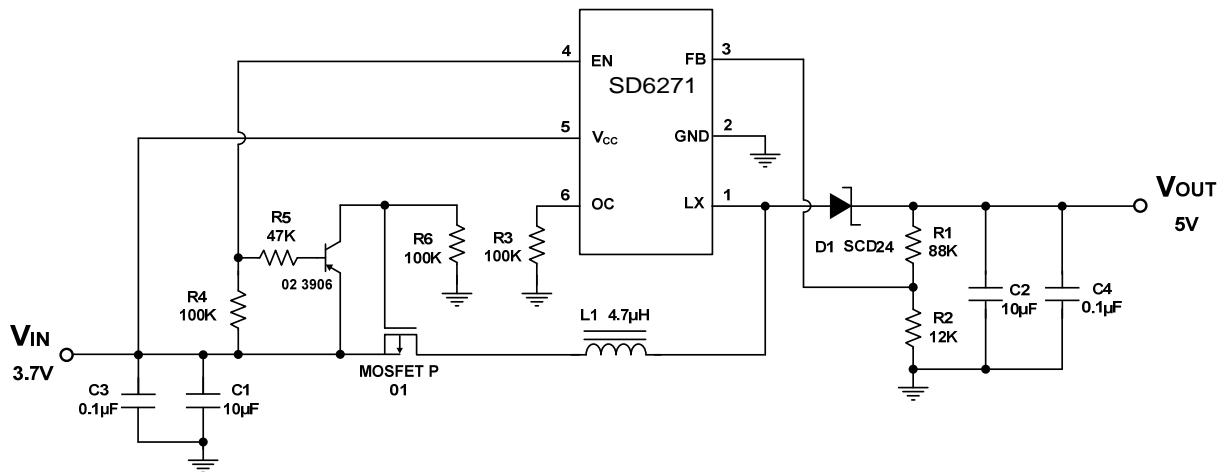 4
EN
FB
3
SD6271
5
VCC
GND
2
6
OC
LX
1
VOUT
5V
D1 SCD24
R1
88K
R5
47K
R6
100K
R3
100K
02 3906
R4
100K
C2
10µF
C4
0.1µF
L1 4.7µH
R2
12K
VIN
3.7V
MOSFET P
01
C3
0.1µF
C1
10µF